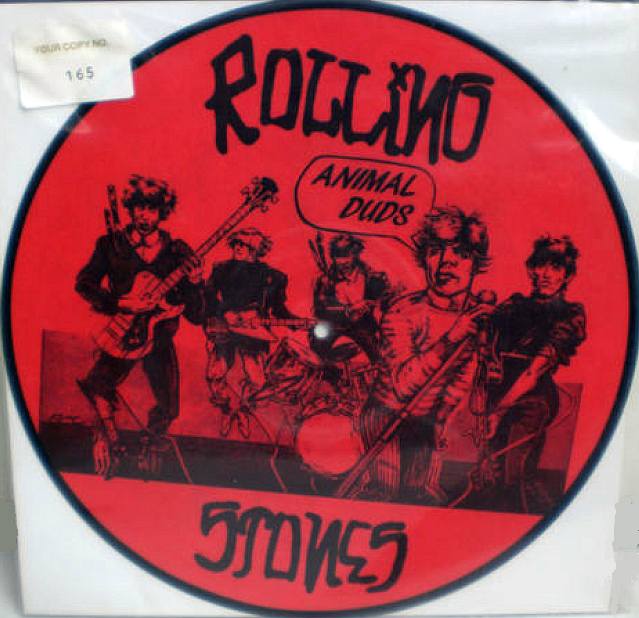 YOUR COPY NO.
165
ROLLiNG
ANIMAL
DUDS
STONES